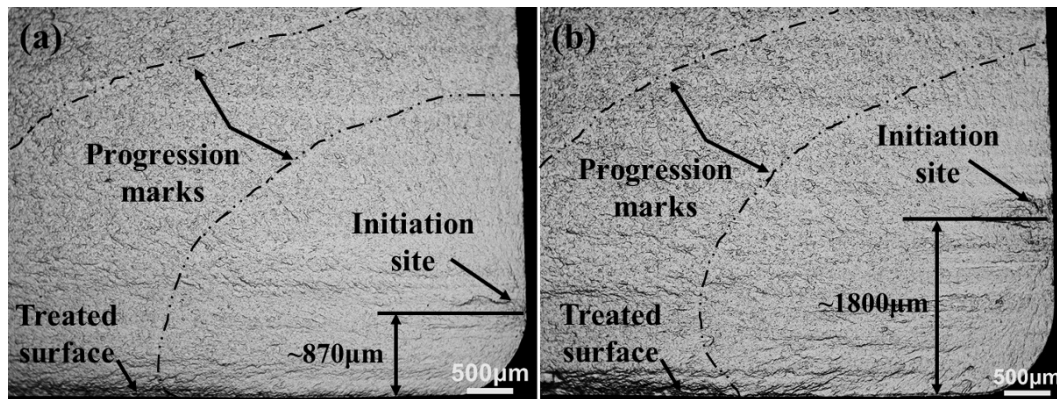 (a)
Progression
marks
Initiation
site
Treated
surface
~870μm
500μm
(b)
Progression
marks
Initiation
site
Treated
surface
~1800μm
500μm